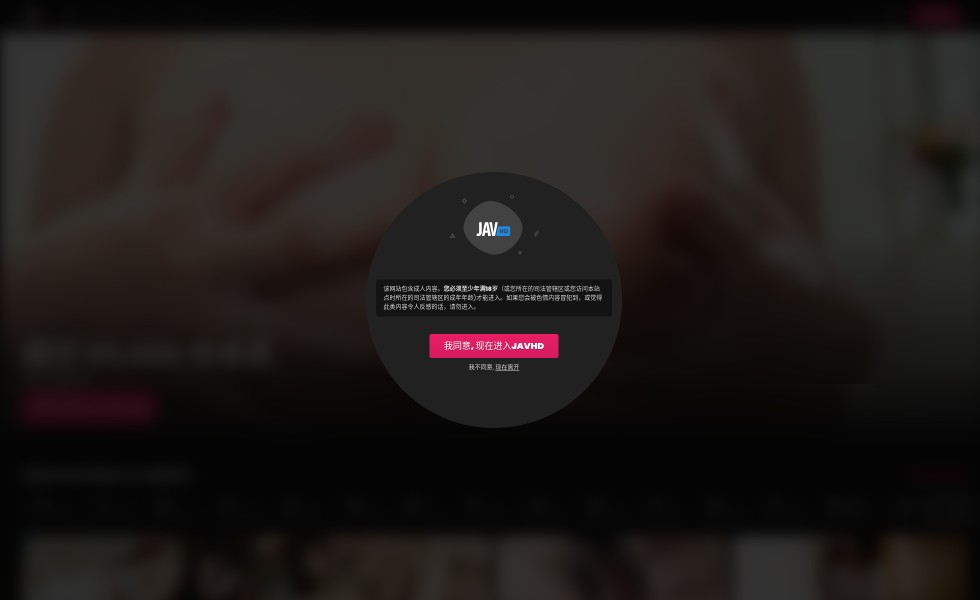 JAV HD
该网站包含成人内容。您必须至少年满18岁（或您所在的司法管辖区或您访问本站
点时所在的司法管辖区的成年年龄)才能进入。如果您会被色情内容冒犯到，或觉得
此类内容令人反感的话，请勿进入。
我同意, 现在进入JAVHD
我不同意, 现在离开